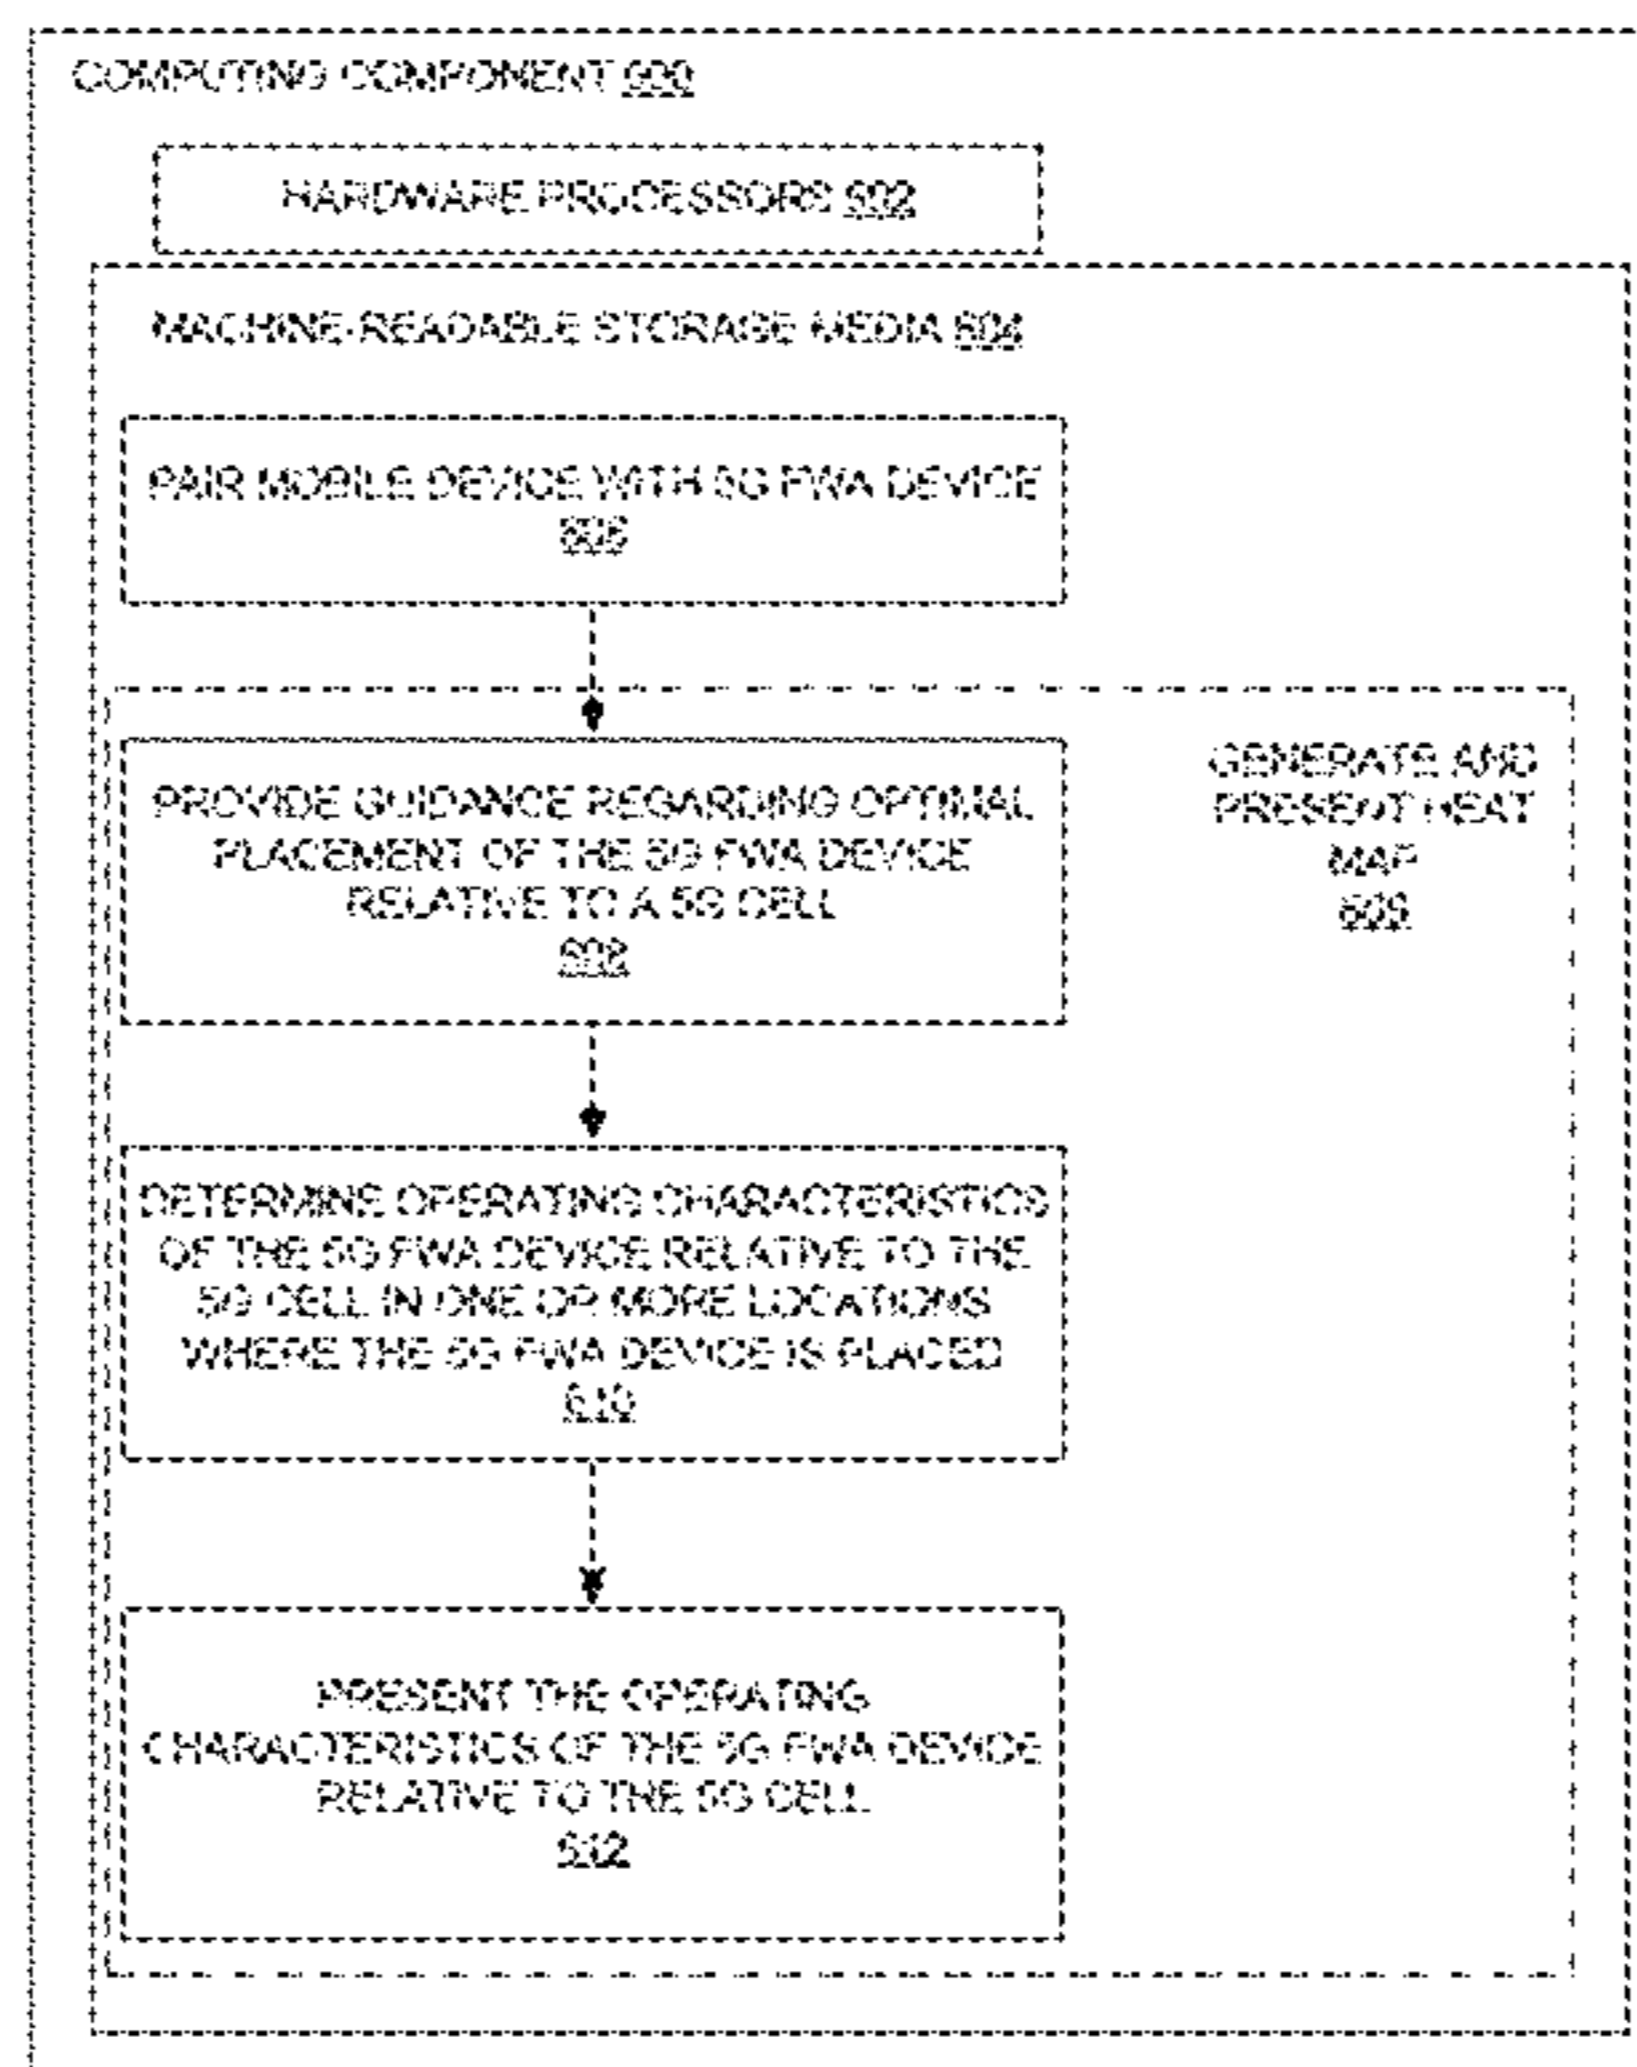 COMPUTING COMPONENT 600
HARDWARE PROCESSORS 602
MACHINE-READABLE STORAGE MEDIA 604
PAIR MOBILE DEVICE WITH 5G FWA DEVICE
606
PROVIDE GUIDANCE REGARDING OPTIMAL
PLACEMENT OF THE 5G FWA DEVICE
RELATIVE TO A 5G CELL
608
GENERATE AND
PRESENT HEAT
MAP
609
DETERMINE OPERATING CHARACTERISTICS
OF THE 5G FWA DEVICE RELATIVE TO THE
5G CELL IN ONE OR MORE LOCATIONS
WHERE THE 5G FWA DEVICE IS PLACED
610
PRESENT THE OPERATING
CHARACTERISTICS OF THE 5G FWA DEVICE
RELATIVE TO THE 5G CELL
612